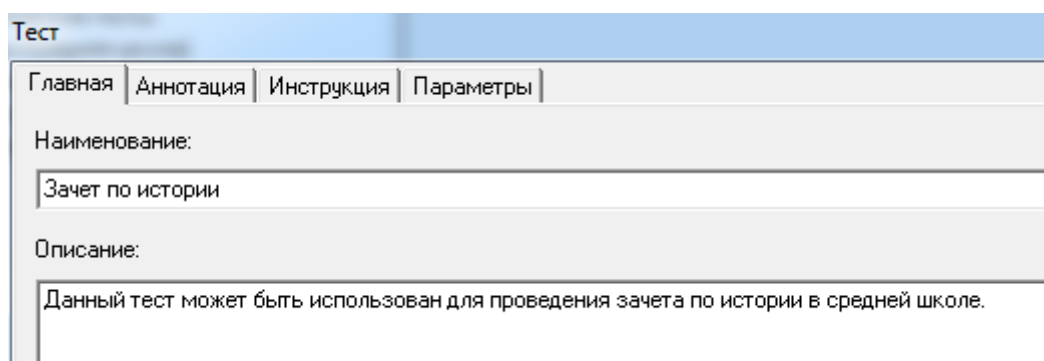 Тест
Главная Аннотация Инструкция Параметры
Наименование:
Зачет по истории
Описание:
Данный тест может быть использован для проведения зачета по истории в средней школе.